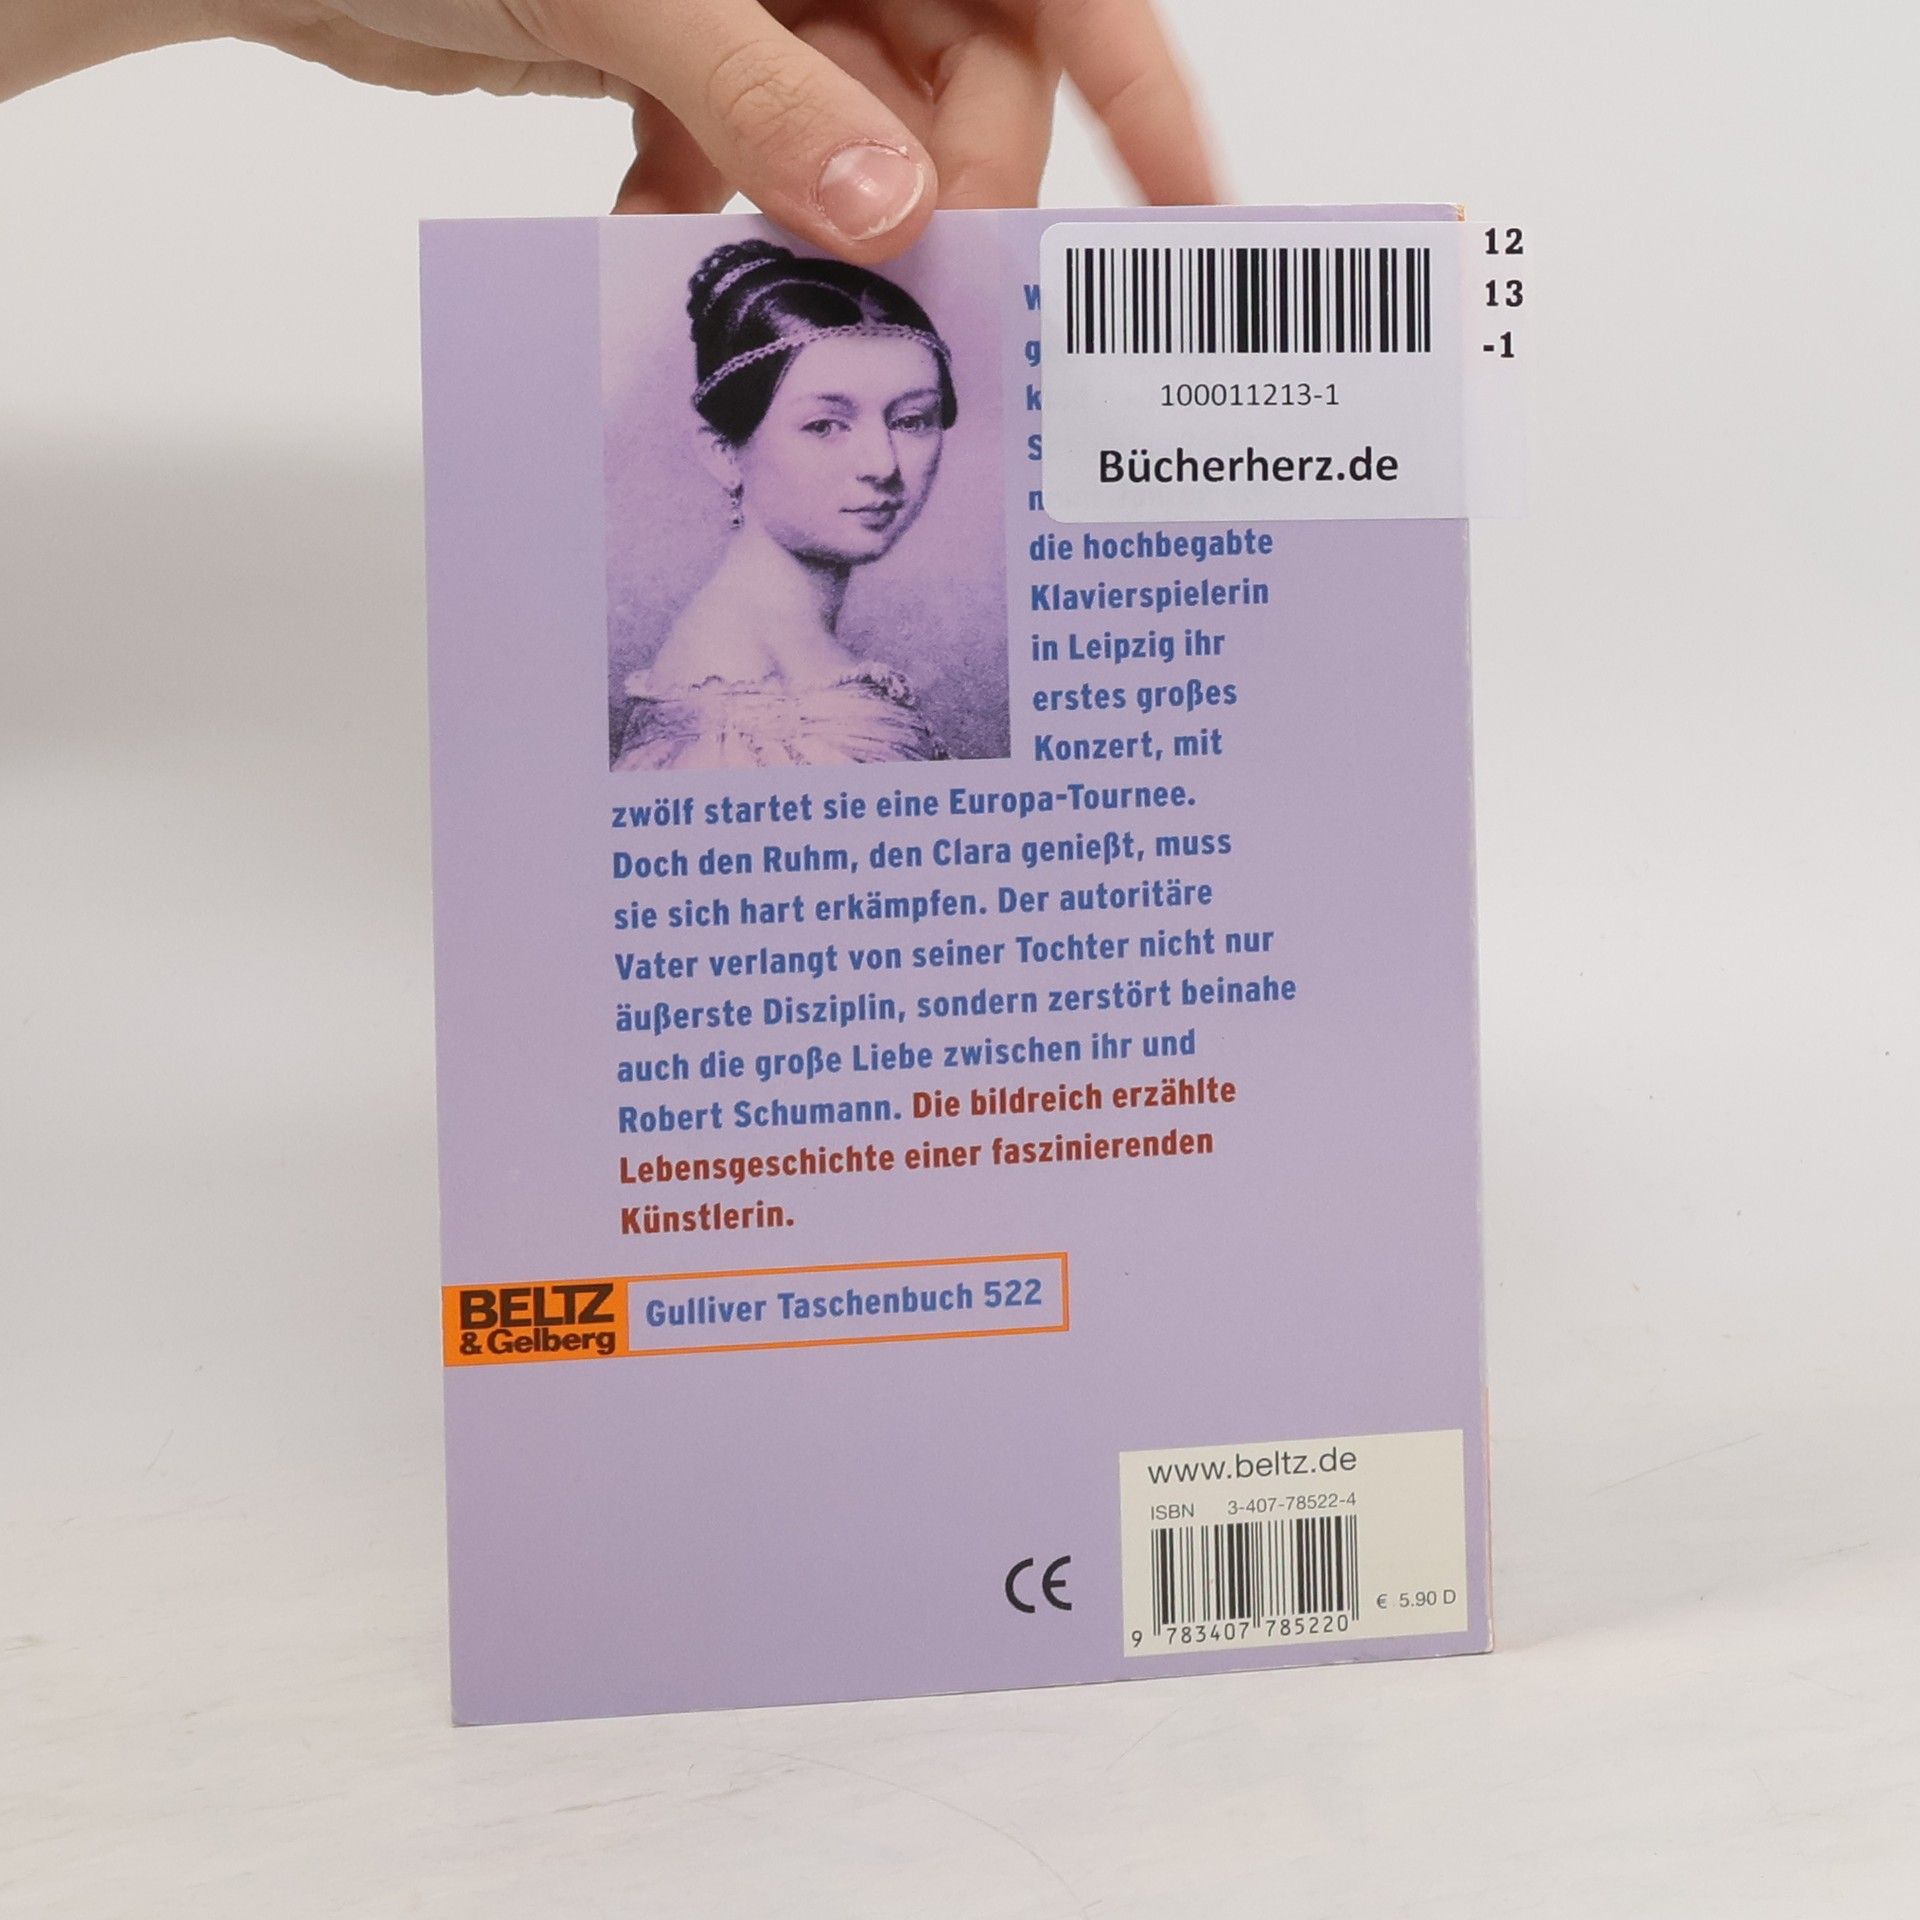 12
13
-1
100011213-1
Bücherherz.de
die hochbegabte
Klavierspielerin
in Leipzig ihr
erstes großes
Konzert, mit
zwölf startet sie eine Europa-Tournee.
Doch den Ruhm, den Clara genießt, muss
sie sich hart erkämpfen. Der autoritäre
Vater verlangt von seiner Tochter nicht nur
äußerste Disziplin, sondern zerstört beinahe
auch die große Liebe zwischen ihr und
Robert Schumann. Die bildreich erzählte
Lebensgeschichte einer faszinierenden
Künstlerin.
BELTZ
& Gelberg
Gulliver Taschenbuch 522
www.beltz.de
ISBN 3-407-78522-4
€ 5.90 D
9 783407 785220
CE